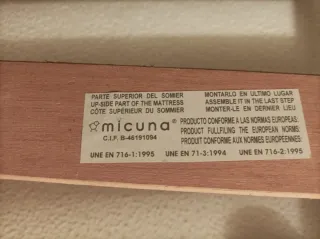 PARTE SUPERIOR DEL SOMIER
UP-SIDE PART OF THE MATTRESS
CÔTE SUPÉRIEUR DU SOMMIER
MONTARLO EN ULTIMO LUGAR
ASSEMBLE IT IN THE LAST STEP
MONTER-LE EN DERNIER LIEU
micuna®
C.I.F. B-46191094
PRODUCTO CONFORME A LAS NORMAS EUROPEAS:
PRODUCT FULLFILING THE EUROPEAN NORMS:
PRODUIT CONFORME AUX NORMES EUROPEENNES:
UNE EN 716-1:1995 UNE EN 71-3:1994 UNE EN 716-2:1995